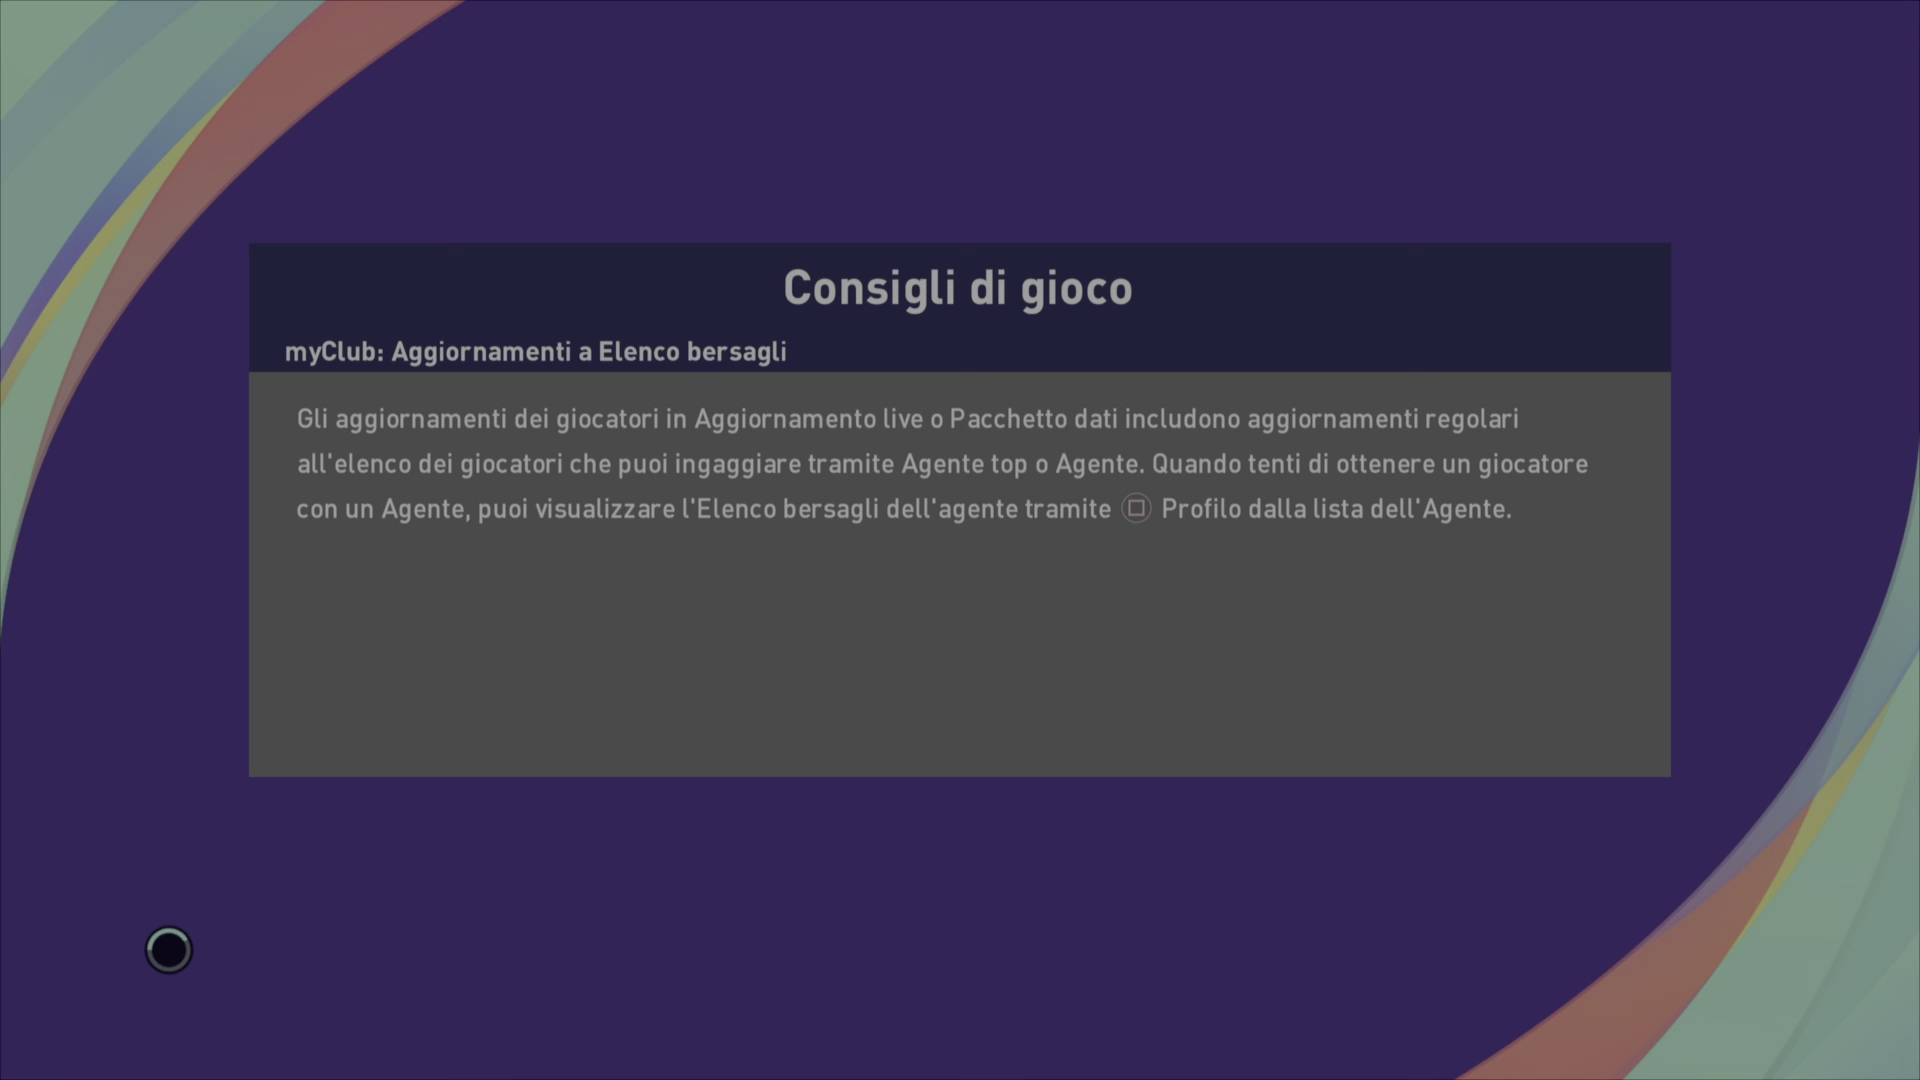 Consigli di gioco
myClub: Aggiornamenti a Elenco bersagli
Gli aggiornamenti dei giocatori in Aggiornamento live o Pacchetto dati includono aggiornamenti regolari
all'elenco dei giocatori che puoi ingaggiare tramite Agente top o Agente. Quando tenti di ottenere un giocatore
con un Agente, puoi visualizzare l'Elenco bersagli dell'agente tramite Profilo dalla lista dell'Agente.